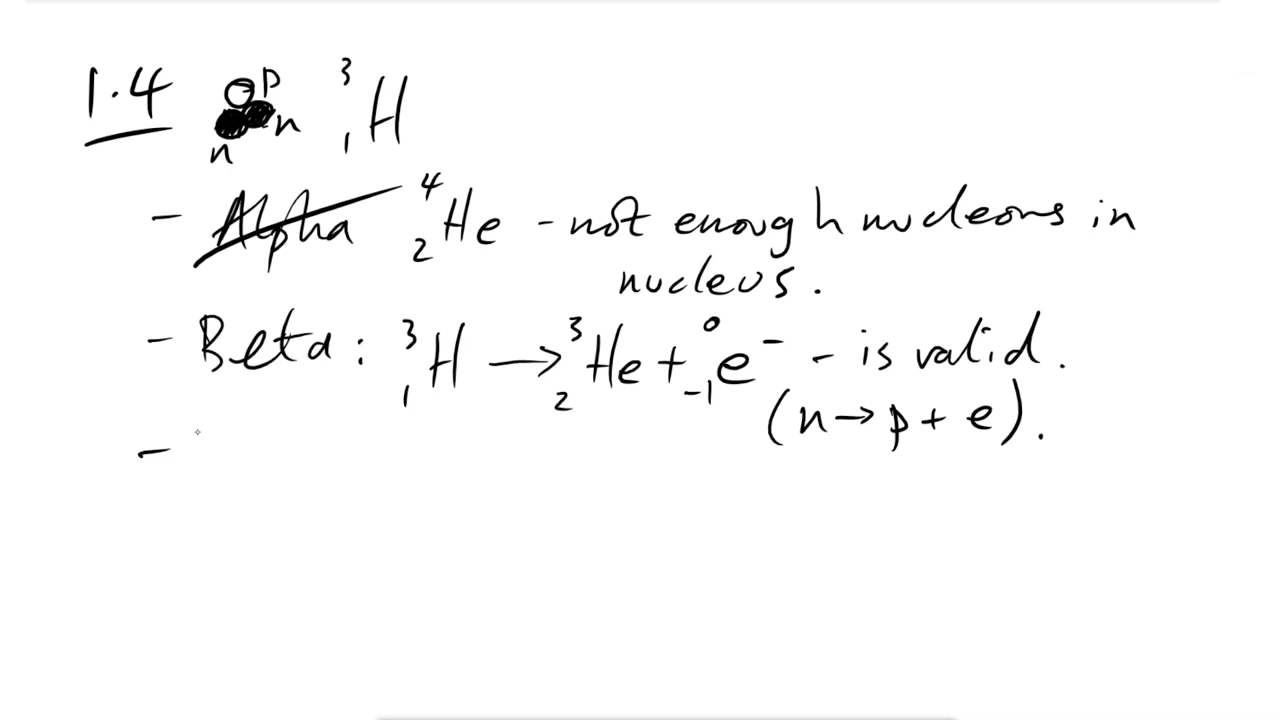 1.4 p n n ³₁H
- Alpha ⁴₂He - not enough nucleons in
nucleus.
- Beta: ³₁H → ³₂He + ⁰₋₁e⁻ - is valid.
(n → p + e).
-